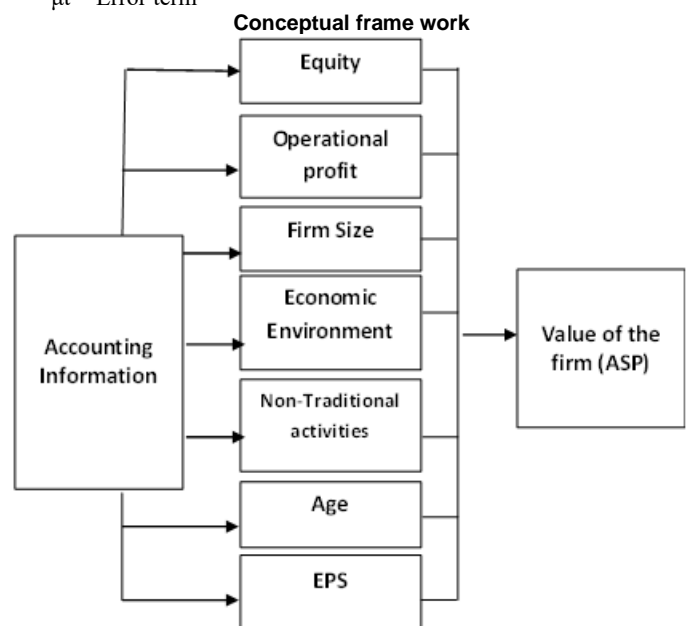 μt = Error term
Conceptual frame work
Equity
Operational
profit
Firm Size
Economic
Environment
Accounting
Information
Non-Traditional
activities
Age
EPS
Value of the
firm (ASP)